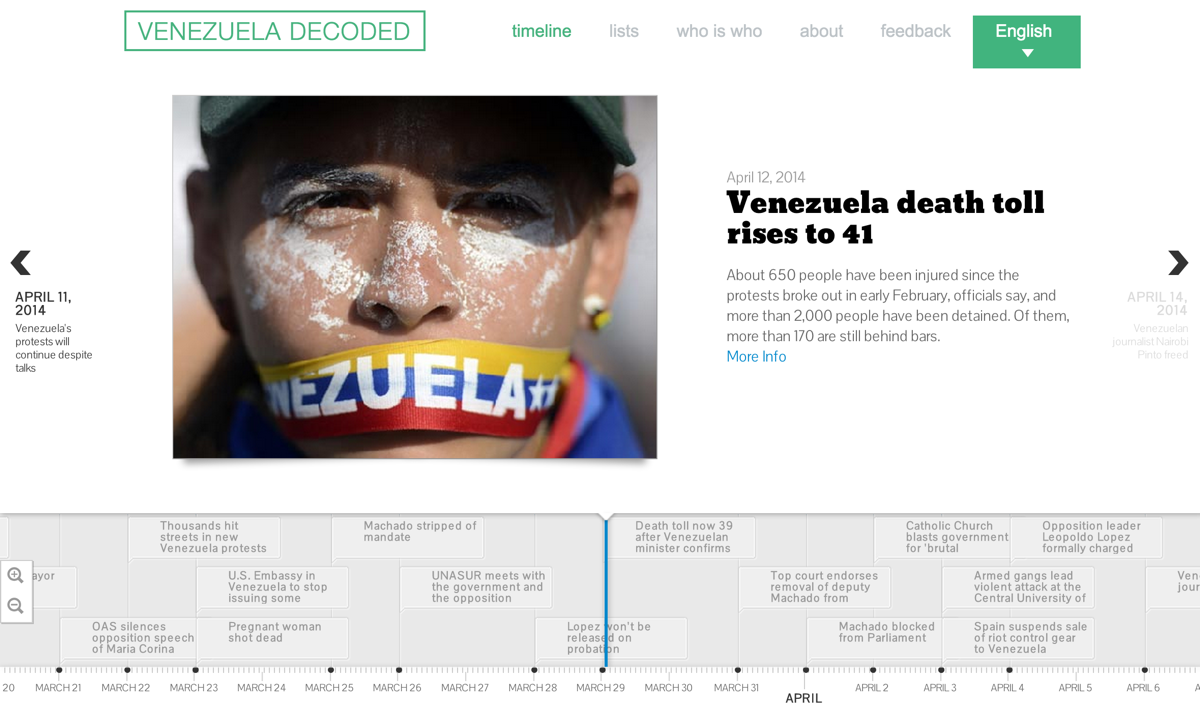 VENEZUELA DECODED
timeline
lists
who is who
about
feedback
English
VENEZUELA
April 12, 2014
Venezuela death toll
rises to 41
About 650 people have been injured since the
protests broke out in early February, officials say, and
more than 2,000 people have been detained. Of them,
more than 170 are still behind bars.
More Info
APRIL 11,
2014
Venezuela's
protests will
continue despite
talks
APRIL 14,
2014
Venezuelan
journalist Nairobi
Pinto freed
Thousands hit
streets in new
Venezuela protests
Machado stripped of
mandate
Death toll now 39
after Venezuelan
minister confirms
Catholic Church
blasts government
for 'brutal
Opposition leader
Leopoldo Lopez
formally charged
ayor
U.S. Embassy in
Venezuela to stop
issuing some
UNASUR meets with
the government and
the opposition
Top court endorses
removal of deputy
Machado from
Armed gangs lead
violent attack at the
Central University of
Ven
jour
OAS silences
opposition speech
of Maria Corina
Pregnant woman
shot dead
Lopez won't be
released on
probation
Machado blocked
from Parliament
Spain suspends sale
of riot control gear
to Venezuela
20
MARCH 21
MARCH 22
MARCH 23
MARCH 24
MARCH 25
MARCH 26
MARCH 27
MARCH 28
MARCH 29
MARCH 30
MARCH 31
APRIL
APRIL 2
APRIL 3
APRIL 4
APRIL 5
APRIL 6